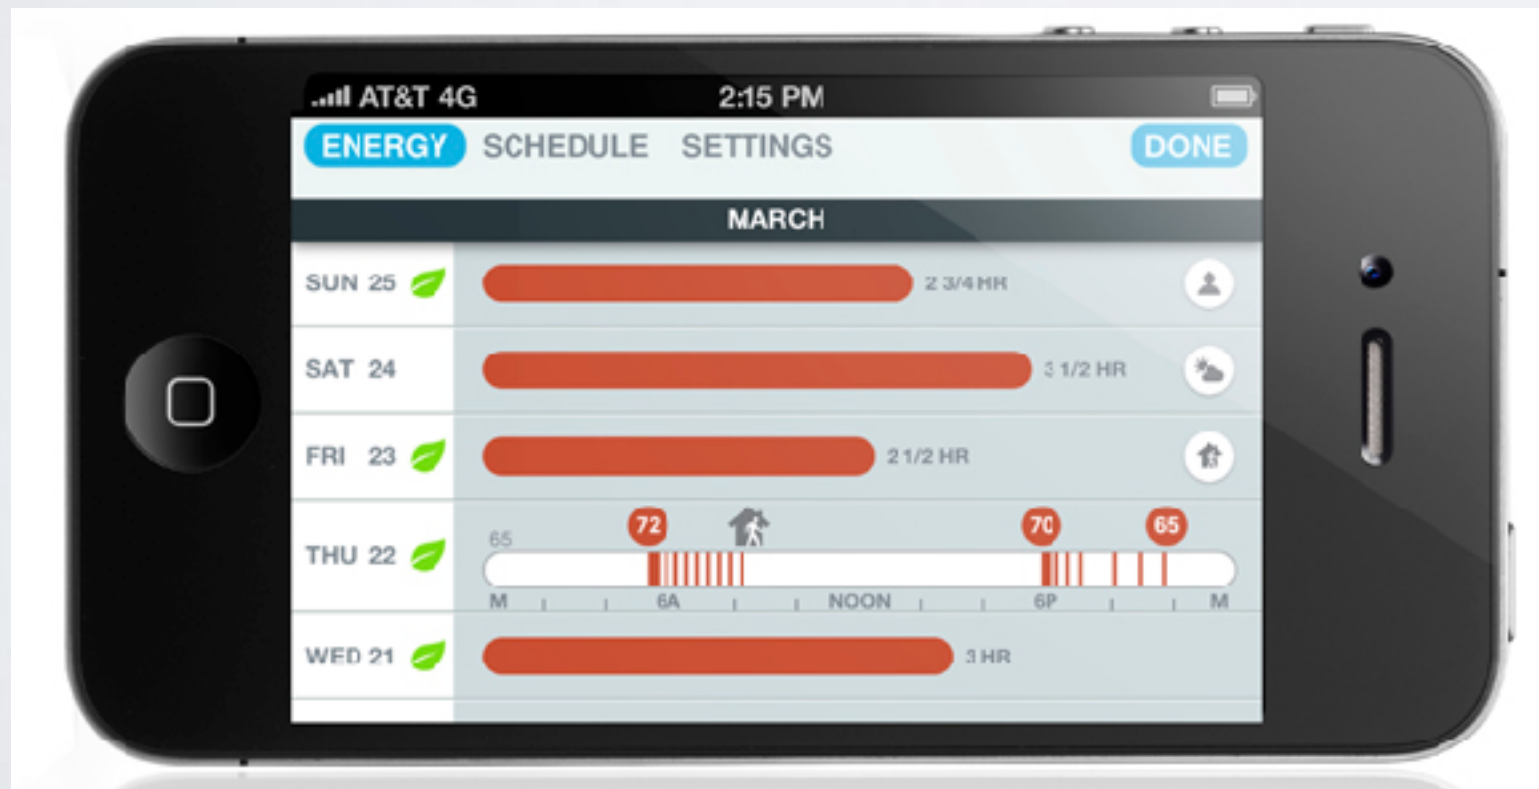 AT&T 4G 2:15 PM
ENERGY SCHEDULE SETTINGS DONE
MARCH
SUN 25 2 3/4 HR
SAT 24 3 1/2 HR
FRI 23 2 1/2 HR
72 70 65
65
THU 22
M 6A NOON 6P M
WED 21 3 HR